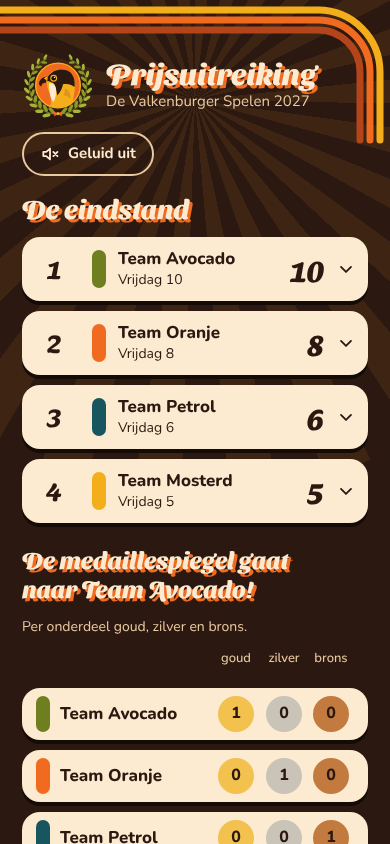 Prijsuitreiking
De Valkenburger Spelen 2027
Geluid uit
De eindstand
1 Team Avocado 10
Vrijdag 10
2 Team Oranje 8
Vrijdag 8
3 Team Petrol 6
Vrijdag 6
4 Team Mosterd 5
Vrijdag 5
De medaillespiegel gaat
naar Team Avocado!
Per onderdeel goud, zilver en brons.
goud zilver brons
Team Avocado 1 0 0
Team Oranje 0 1 0
Team Petrol 0 0 1